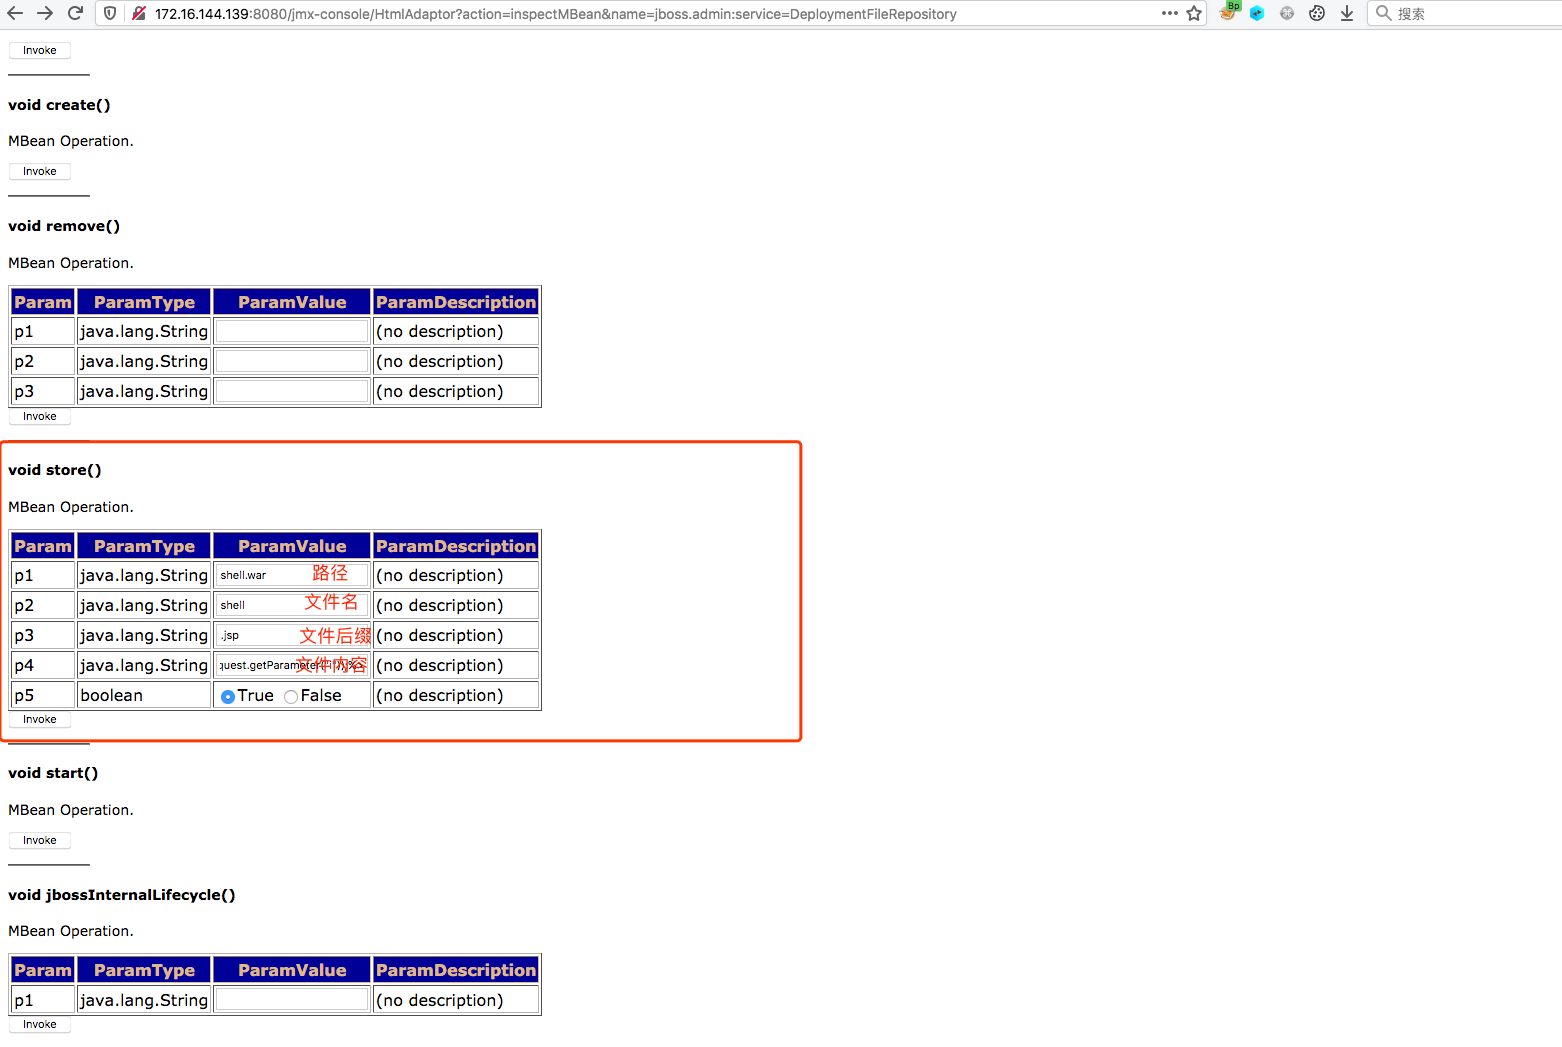 172.16.144.139:8080/jmx-console/HtmlAdaptor?action=inspectMBean&name=jboss.admin:service=DeploymentFileRepository
Bp
搜索
Invoke
void create()
MBean Operation.
Invoke
void remove()
MBean Operation.
Param ParamType ParamValue ParamDescription
p1 java.lang.String (no description)
p2 java.lang.String (no description)
p3 java.lang.String (no description)
Invoke
void store()
MBean Operation.
Param ParamType ParamValue ParamDescription
p1 java.lang.String shell.war 路径 (no description)
p2 java.lang.String shell 文件名 (no description)
p3 java.lang.String .jsp 文件后缀 (no description)
p4 java.lang.String quest.getParameter 文件内容 (no description)
p5 boolean True False (no description)
Invoke
void start()
MBean Operation.
Invoke
void jbossInternalLifecycle()
MBean Operation.
Param ParamType ParamValue ParamDescription
p1 java.lang.String (no description)
Invoke